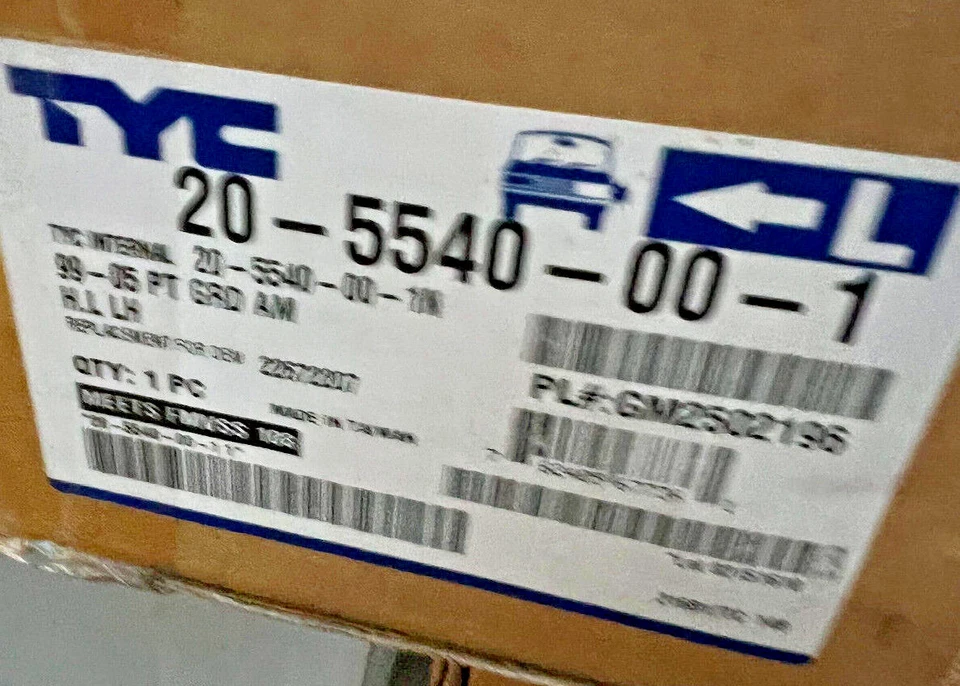 TYC
L
20-5540-00-1
TYC INTERNAL 20-5540-00-1N
99-05 PT GRD AM
H.L LH
REPLACEMENT FOR OEM
QTY: 1 PC
MADE IN TAIWAN
MEETS FMVSS 108
PL#:GM2502196